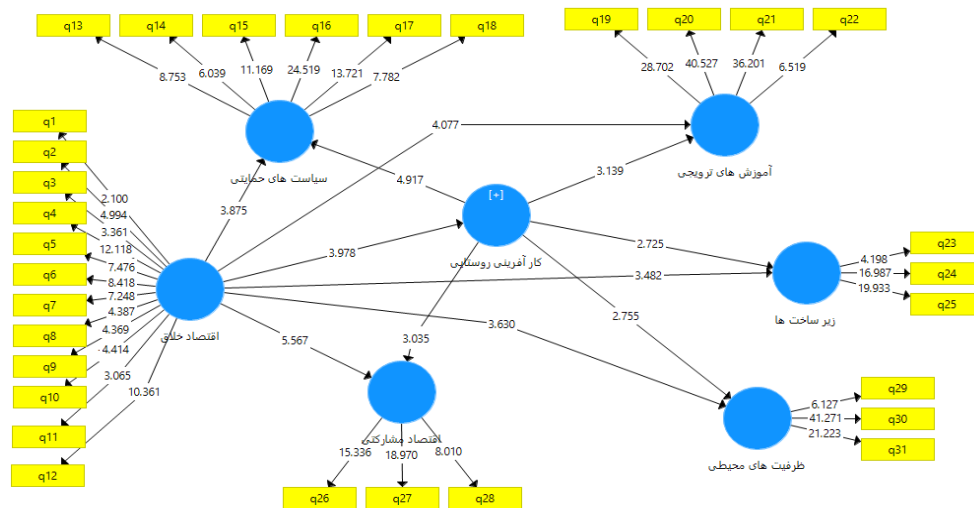 q13
q14
q15
q16
q17
q18
8.753
6.039
11.169
24.519
13.721
7.782
سیاست های حمایتی
q19
q20
q21
q22
28.702
40.527
36.201
6.519
آموزش های ترویجی
q1
q2
q3
q4
q5
q6
q7
q8
q9
q10
q11
q12
2.100
4.994
3.361
12.118
7.476
8.418
7.248
4.387
4.369
4.414
3.065
10.361
اقتصاد خلاق
3.875
4.077
4.917
3.139
[+]
کار آفرینی روستایی
3.978
2.725
3.482
3.630
2.755
5.567
3.035
q23
q24
q25
4.198
16.987
19.933
زیر ساخت ها
اقتصاد مشارکتی
15.336
18.970
8.010
q26
q27
q28
q29
q30
q31
6.127
41.271
21.223
ظرفیت های محیطی